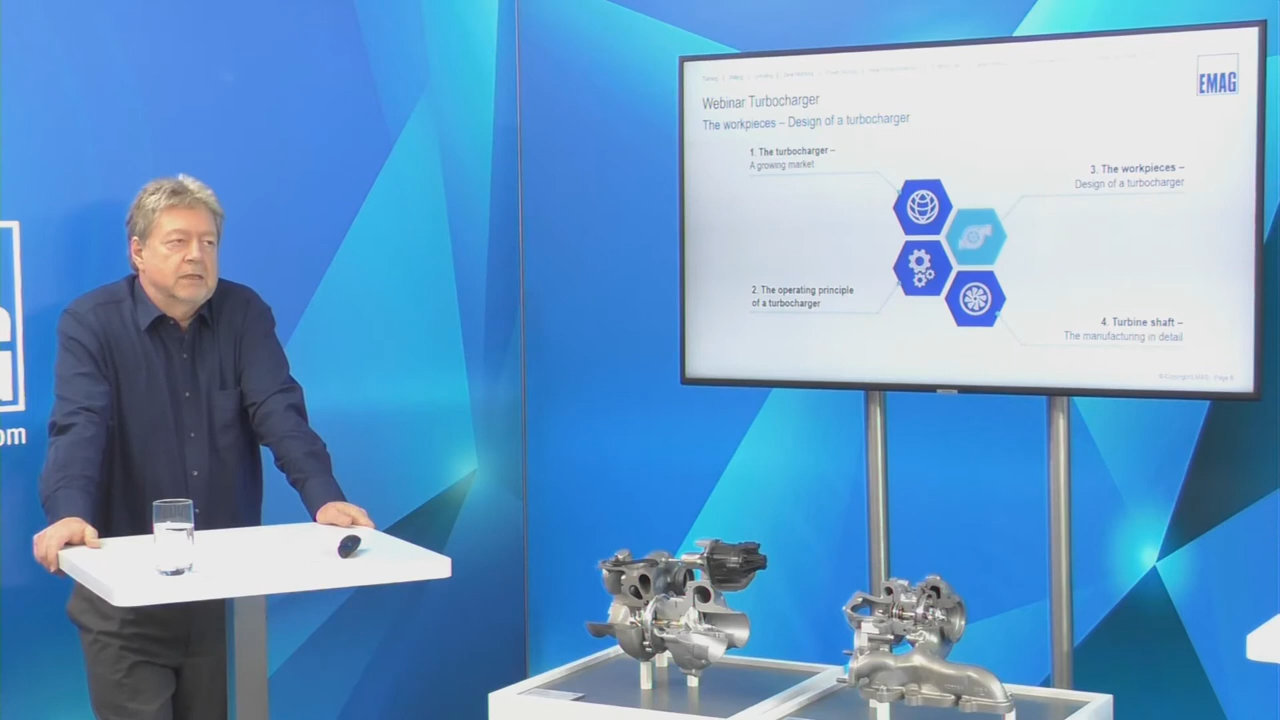 EMAG
Webinar Turbocharger
The workpieces – Design of a turbocharger
1. The turbocharger –
A growing market
3. The workpieces –
Design of a turbocharger
2. The operating principle
of a turbocharger
4. Turbine shaft –
The manufacturing in detail
om